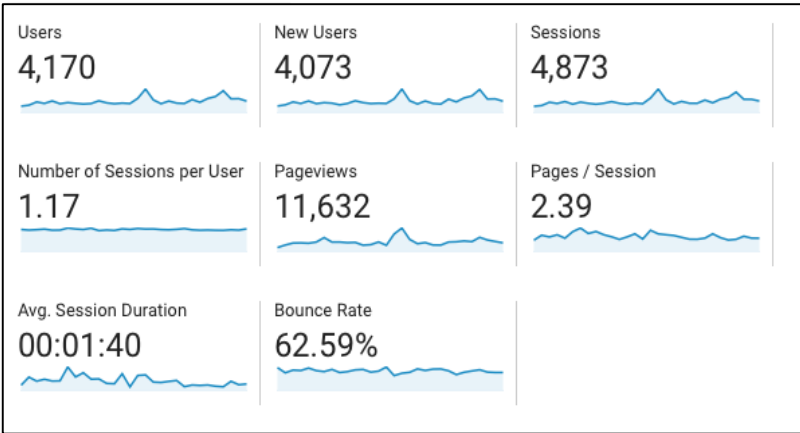 Users
4,170
New Users
4,073
Sessions
4,873
Number of Sessions per User
1.17
Pageviews
11,632
Pages / Session
2.39
Avg. Session Duration
00:01:40
Bounce Rate
62.59%